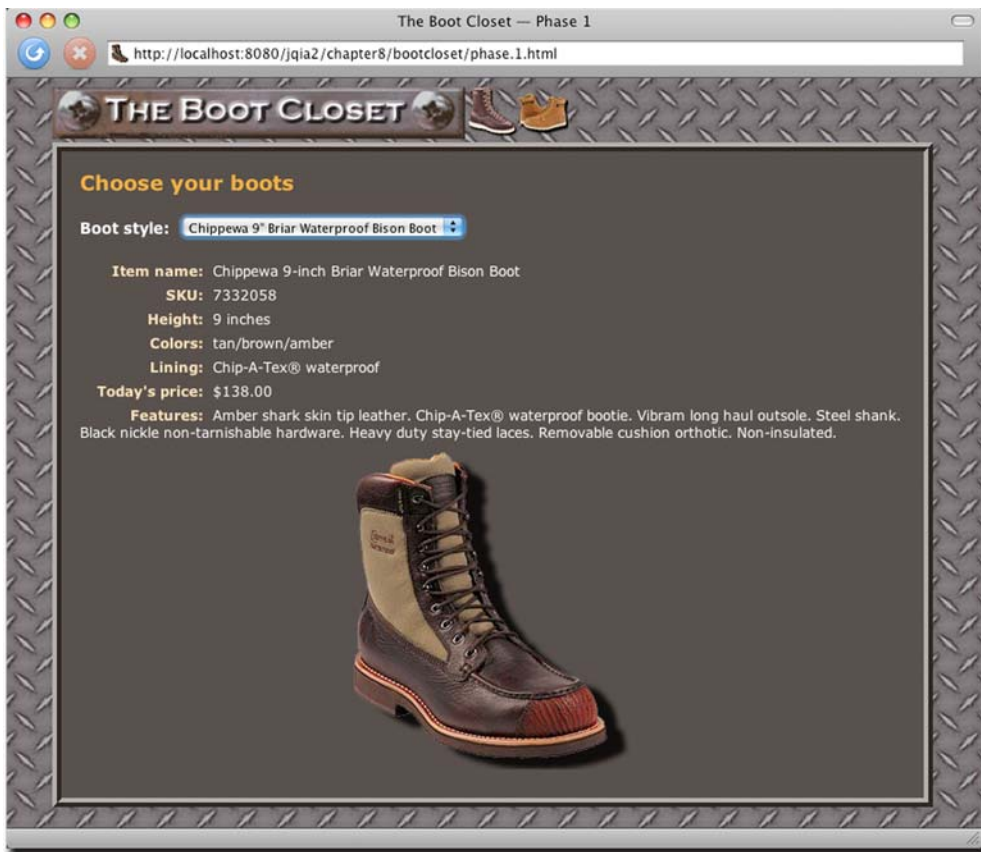 The Boot Closet — Phase 1
http://localhost:8080/jqia2/chapter8/bootcloset/phase.1.html
THE BOOT CLOSET
Choose your boots
Boot style: Chippewa 9" Briar Waterproof Bison Boot
Item name: Chippewa 9-inch Briar Waterproof Bison Boot
SKU: 7332058
Height: 9 inches
Colors: tan/brown/amber
Lining: Chip-A-Tex® waterproof
Today's price: $138.00
Features: Amber shark skin tip leather. Chip-A-Tex® waterproof bootie. Vibram long haul outsole. Steel shank.
Black nickle non-tarnishable hardware. Heavy duty stay-tied laces. Removable cushion orthotic. Non-insulated.